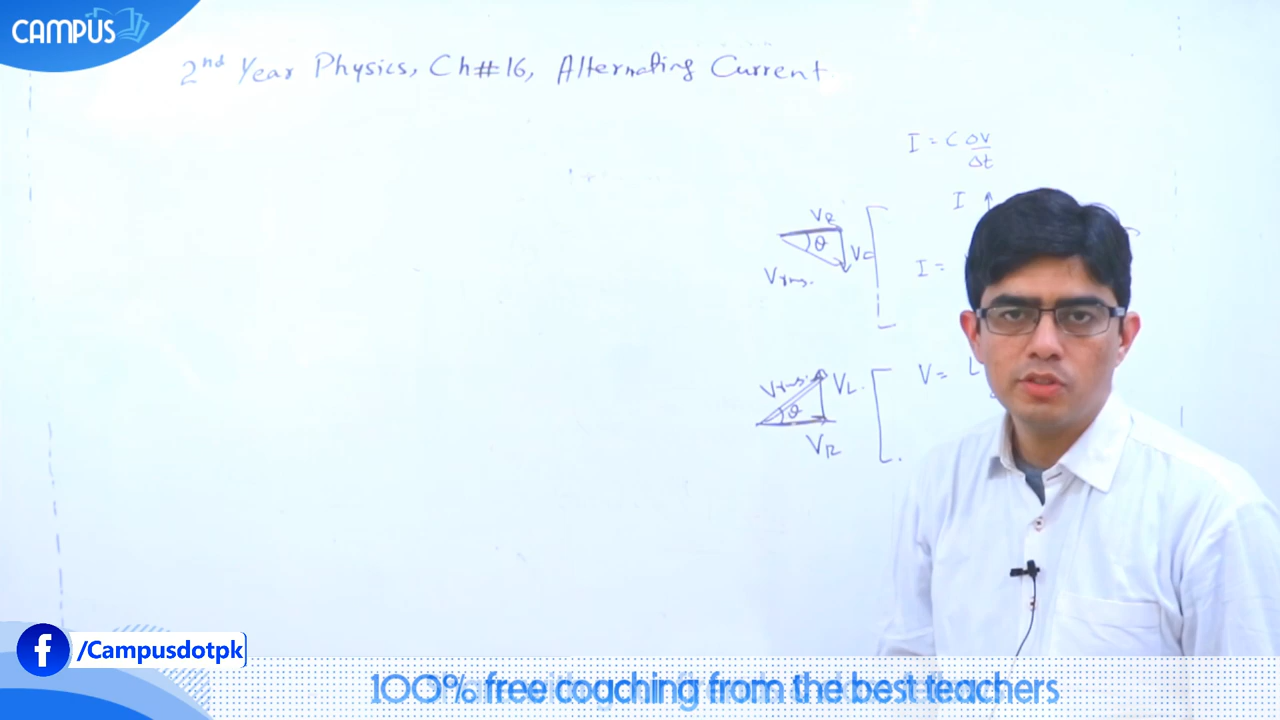 CAMPUS
2nd Year Physics, Ch#16, Alternating Current
I = C ΔV
Δt
I
VR
θ
VC
Vrms.
I =
Vrms.
VL.
θ
VR
V = L
/Campusdotpk
100% free coaching from the best teachers